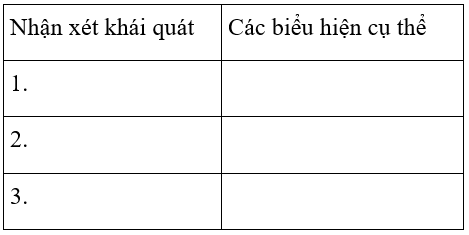 Nhận xét khái quát Các biểu hiện cụ thể
1.
2.
3.